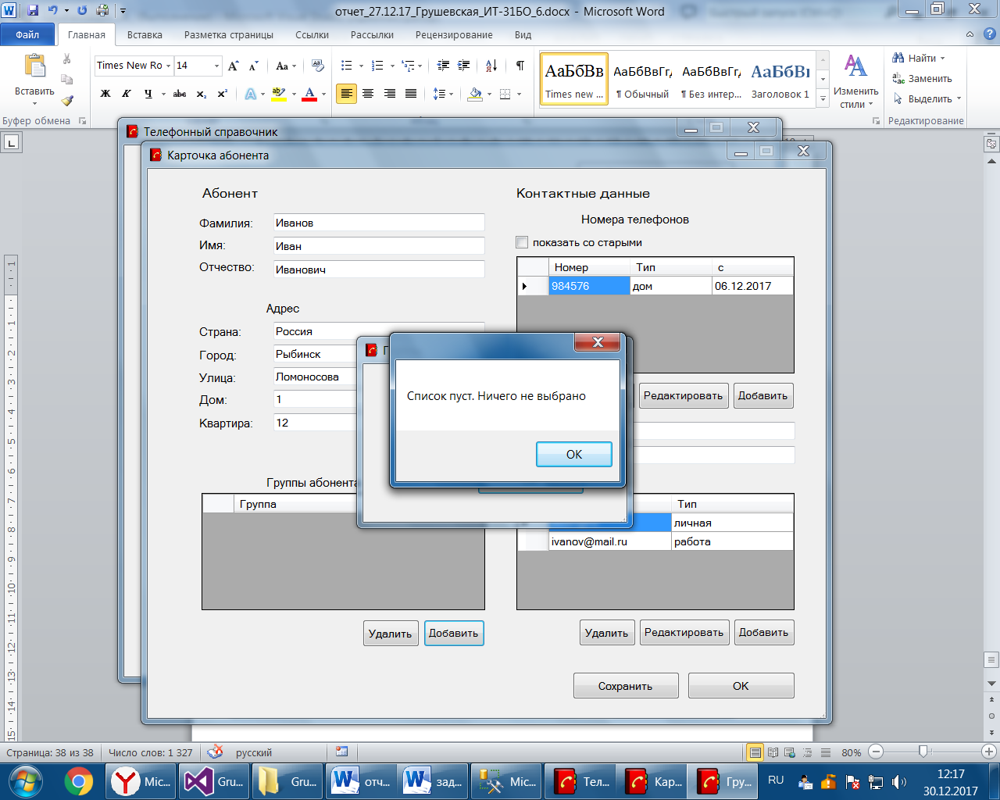 отчет_27.12.17_Грушевская_ИТ-31БО_6.docx - Microsoft Word
Файл
Главная
Вставка
Разметка страницы
Ссылки
Рассылки
Рецензирование
Вид
Вставить
Буфер обмена
Times New Ro
14
Aa
Ж К Ч abc x₂ x²
АаБбВв
Times new ...
АаБбВвГг,
¶ Обычный
АаБбВвГг,
¶ Без интер...
АаБбВі
Заголовок 1
Изменить стили
Найти
Заменить
Выделить
Редактирование
Телефонный справочник
Карточка абонента
Абонент
Фамилия: Иванов
Имя: Иван
Отчество: Иванович
Адрес
Страна: Россия
Город: Рыбинск
Улица: Ломоносова
Дом: 1
Квартира: 12
Группы абонента
Группа
Удалить
Добавить
Контактные данные
Номера телефонов
показать со старыми
Номер Тип с
984576 дом 06.12.2017
Редактировать
Добавить
Список пуст. Ничего не выбрано
OK
Тип
личная
ivanov@mail.ru работа
Удалить
Редактировать
Добавить
Сохранить
OK
Страница: 38 из 38
Число слов: 1 327
русский
80%
Mic...
Gru...
Gru...
отч...
зад...
Mic...
Тел...
Кар...
Гру...
RU
12:17
30.12.2017